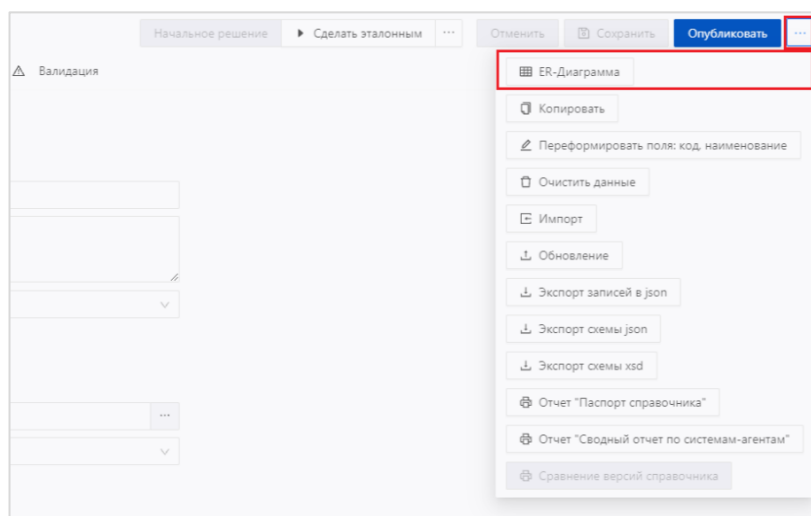 Начальное решение Сделать эталонным ... Отменить Сохранить Опубликовать ...
Валидация
ER-Диаграмма
Копировать
Переформировать поля: код, наименование
Очистить данные
Импорт
Обновление
Экспорт записей в json
Экспорт схемы json
Экспорт схемы xsd
Отчет "Паспорт справочника"
...
Отчет "Сводный отчет по системам-агентам"
Сравнение версий справочника